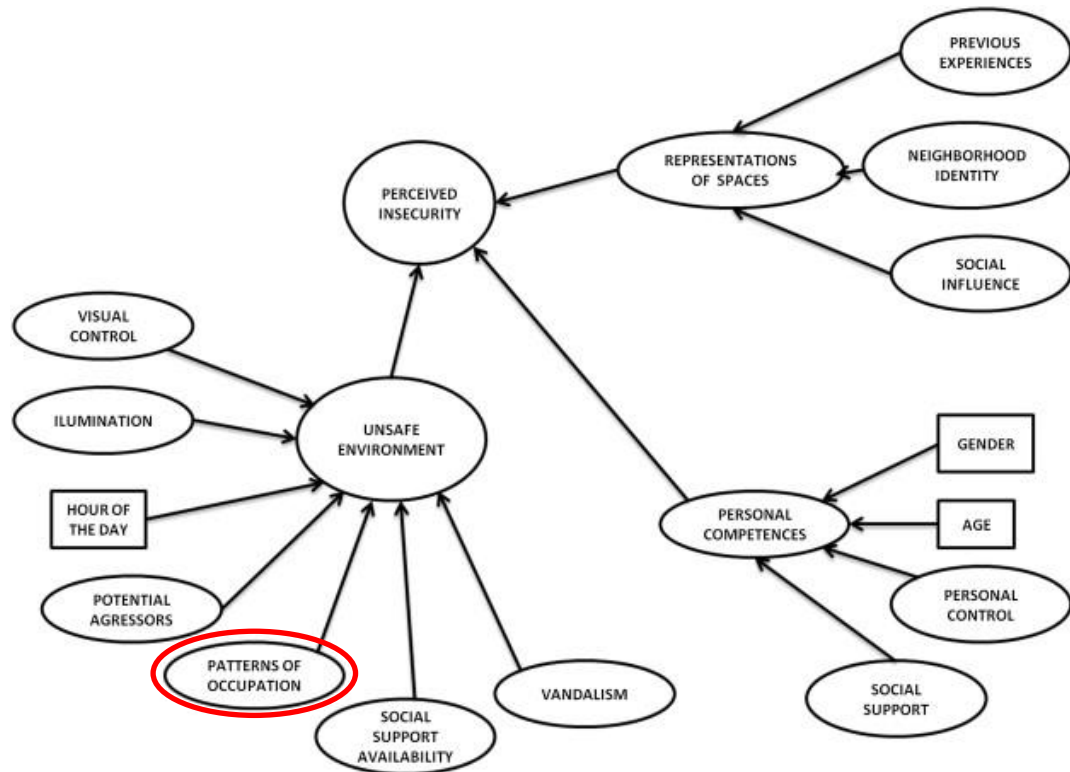 PREVIOUS
EXPERIENCES
REPRESENTATIONS
OF SPACES
NEIGHBORHOOD
IDENTITY
PERCEIVED
INSECURITY
SOCIAL
INFLUENCE
VISUAL
CONTROL
ILUMINATION
UNSAFE
ENVIRONMENT
GENDER
HOUR OF
THE DAY
PERSONAL
COMPETENCES
AGE
POTENTIAL
AGRESSORS
PERSONAL
CONTROL
PATTERNS OF
OCCUPATION
VANDALISM
SOCIAL
SUPPORT
SOCIAL
SUPPORT
AVAILABILITY